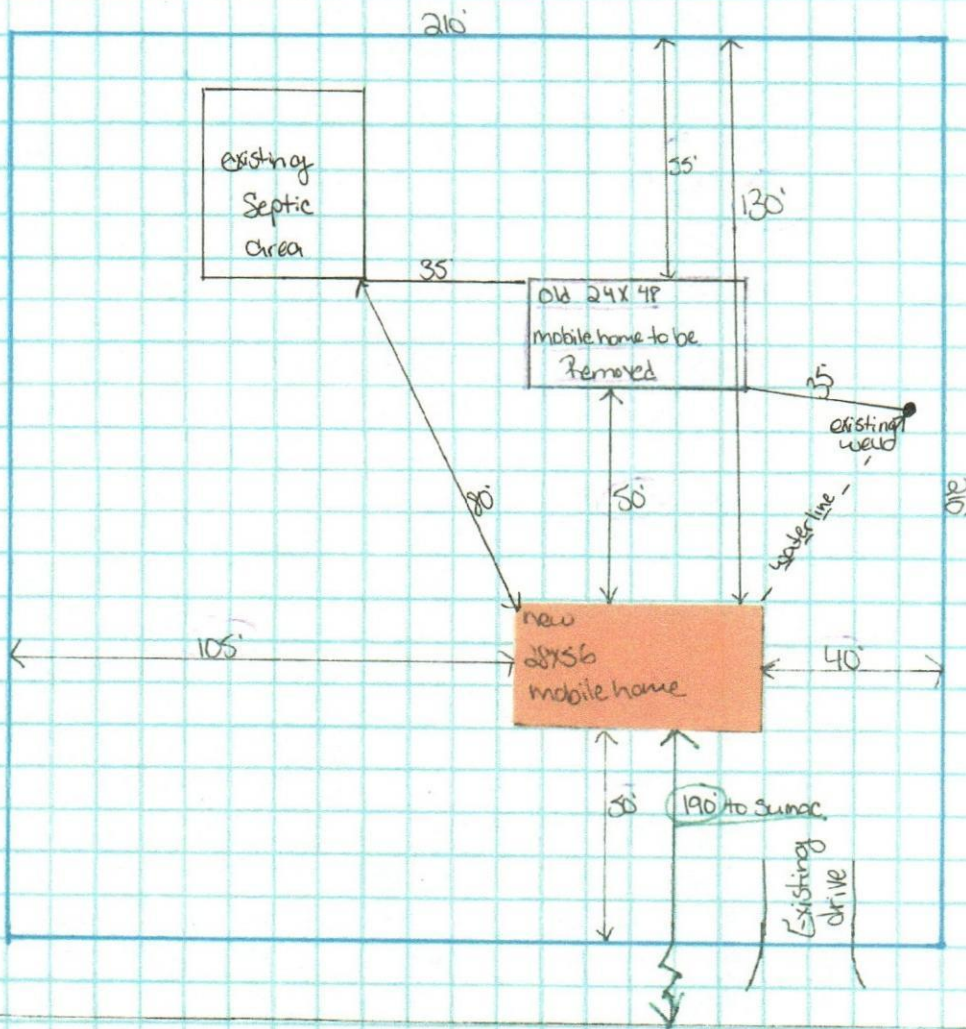 210'
55'
130'
existing
Septic
area
35'
Old 24X48
mobile home to be
Removed
35'
existing
well
210'
80'
50'
waterline
new
28X56
mobile home
105'
40'
50'
190' to Sumac.
Existing
drive